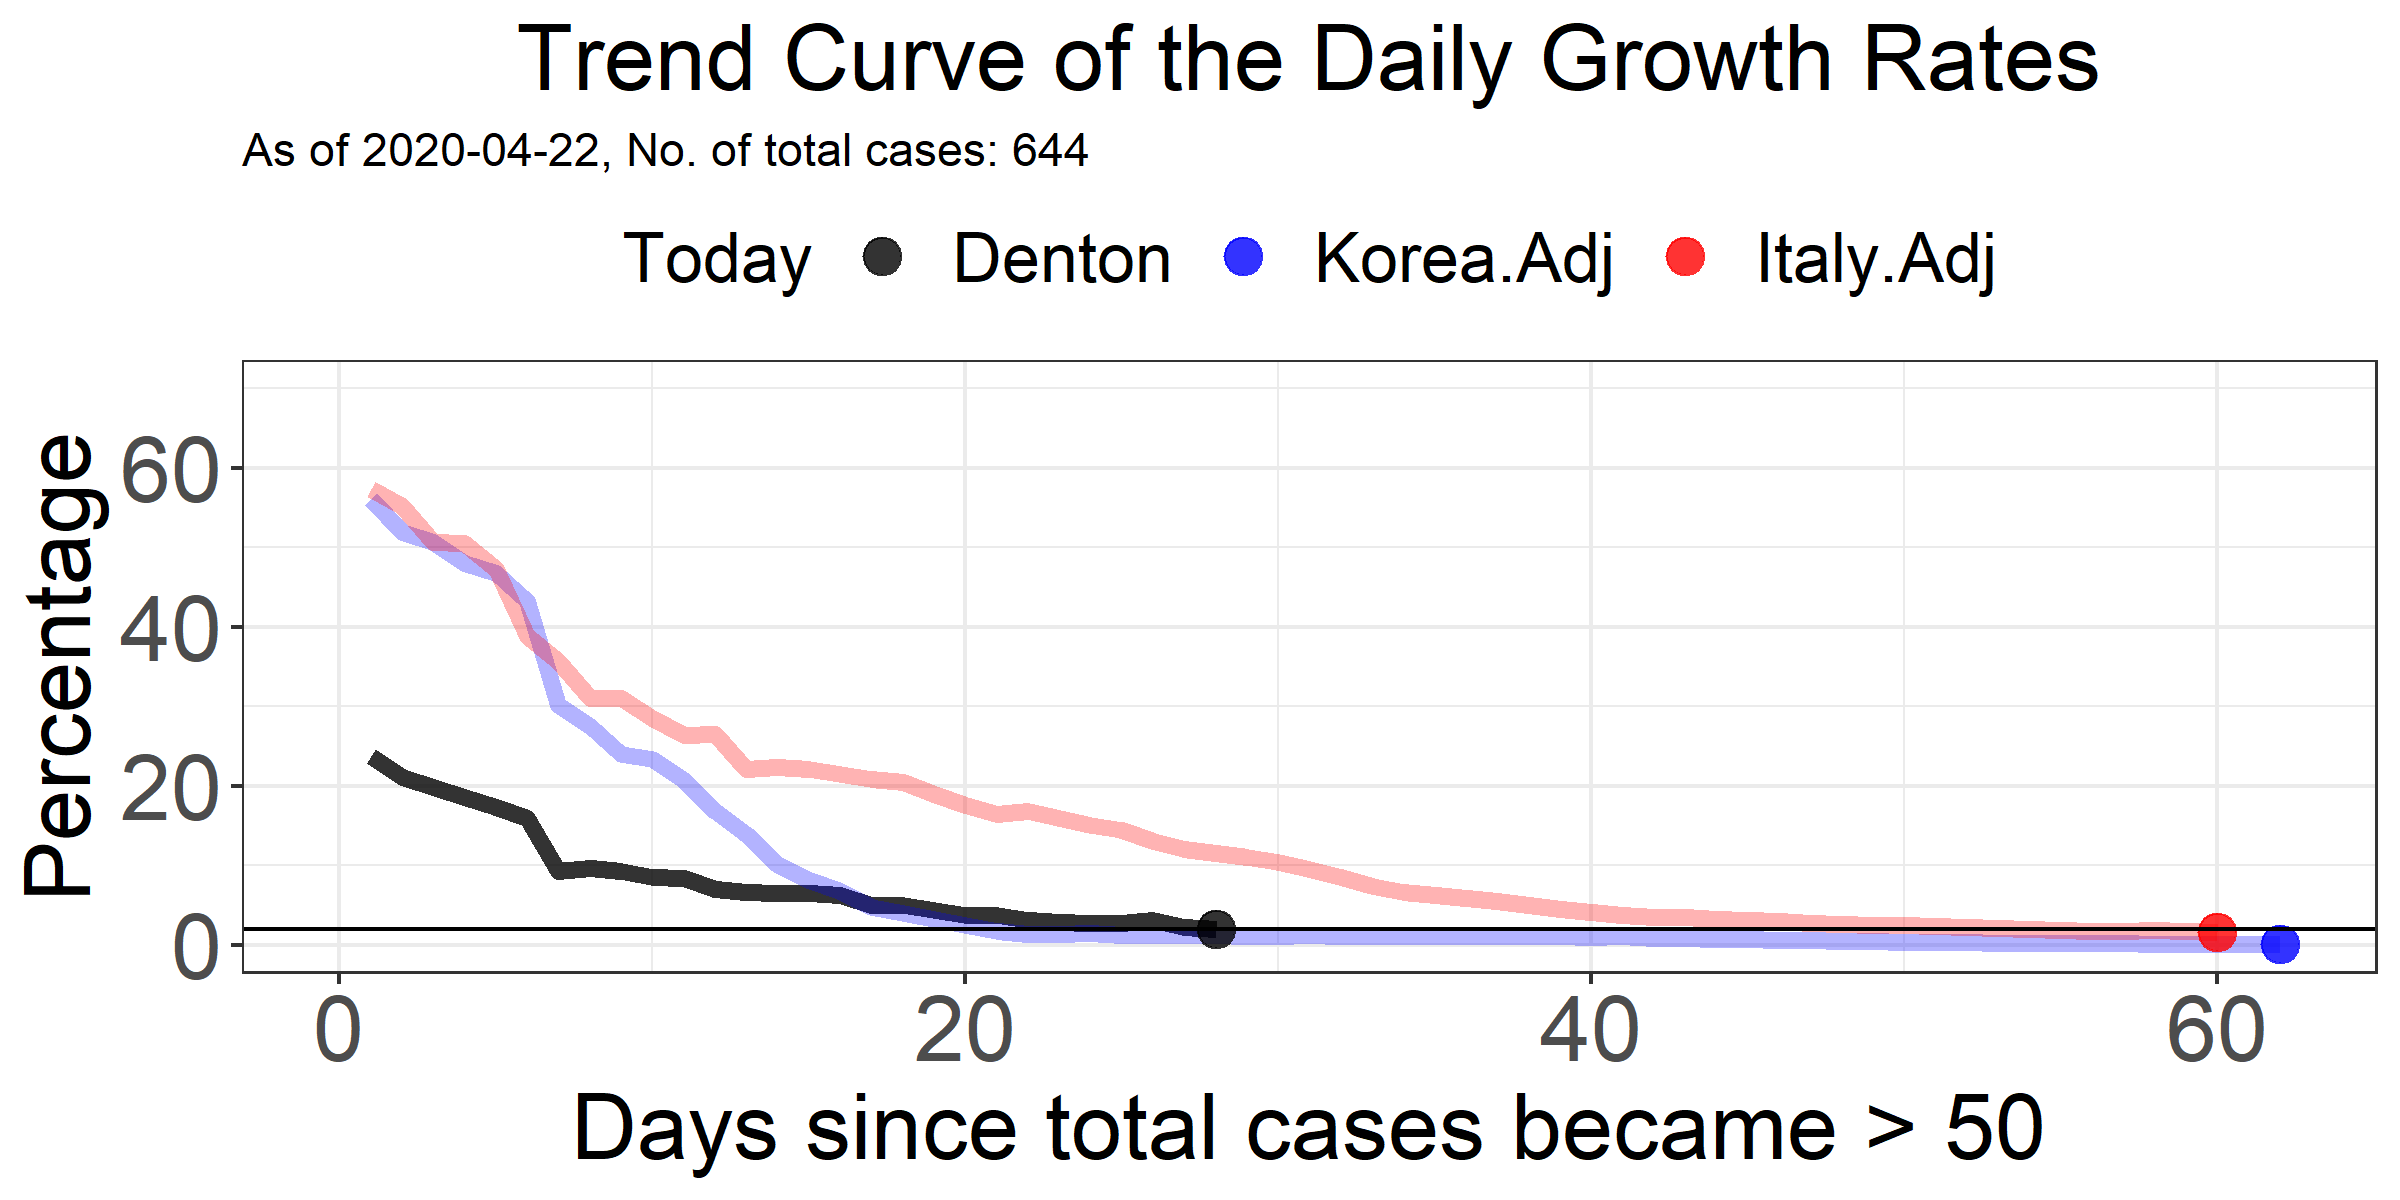 Trend Curve of the Daily Growth Rates
As of 2020-04-22, No. of total cases: 644
Today Denton Korea.Adj Italy.Adj
Percentage
60
40
20
0
0 20 40 60
Days since total cases became > 50